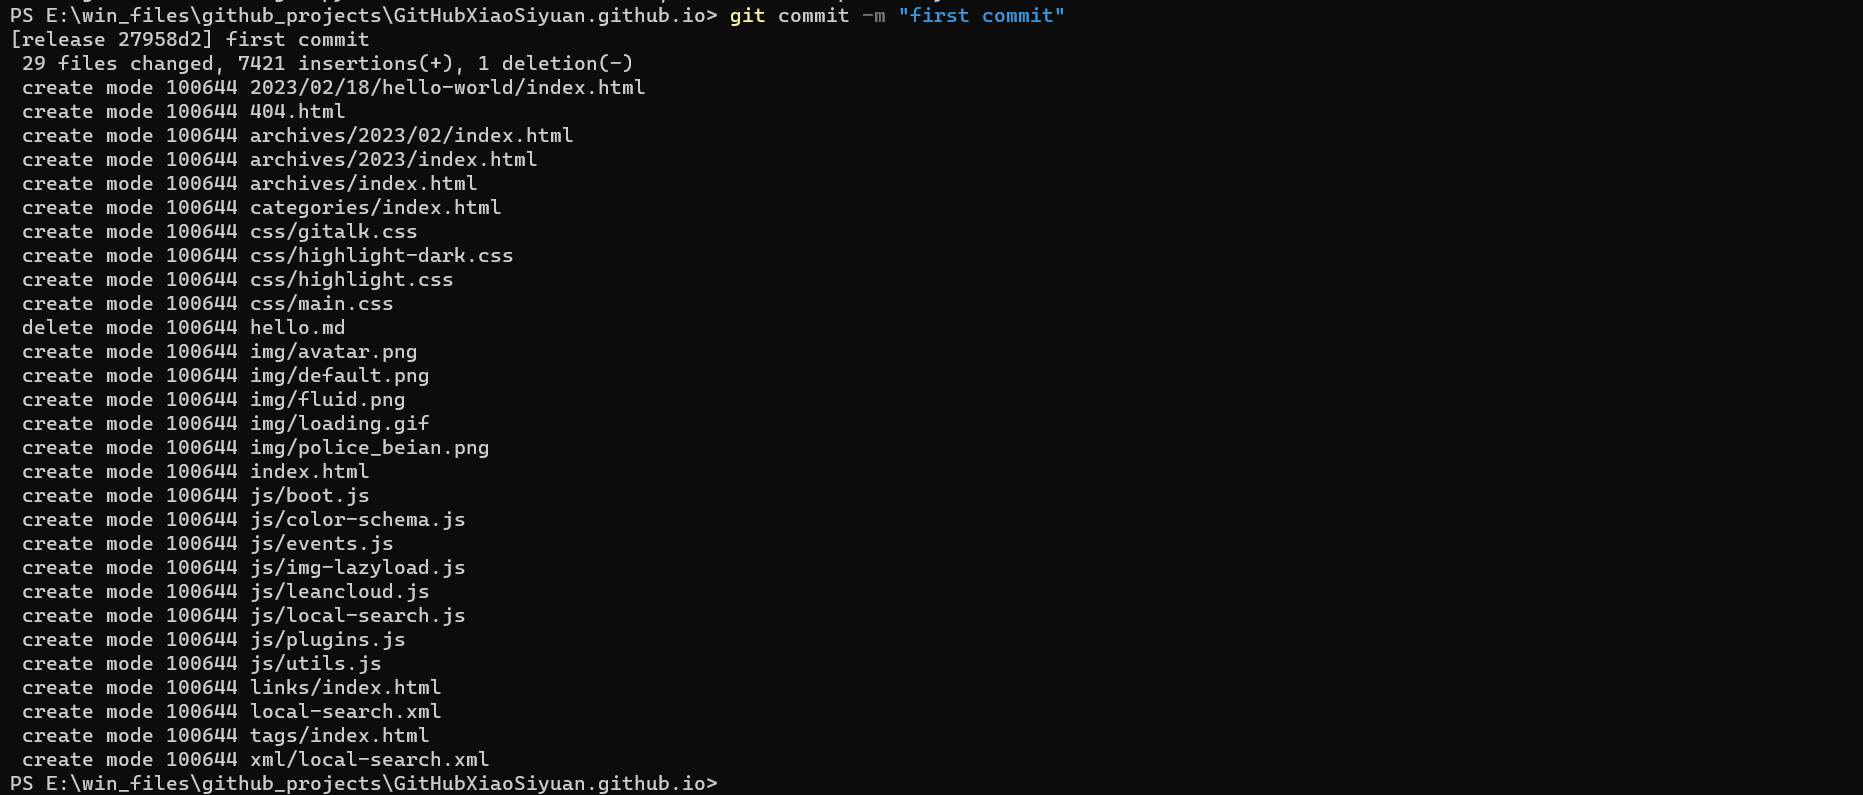 PS E:\win_files\github_projects\GitHubXiaoSiyuan.github.io> git commit -m "first commit"
[release 27958d2] first commit
 29 files changed, 7421 insertions(+), 1 deletion(-)
 create mode 100644 2023/02/18/hello-world/index.html
 create mode 100644 404.html
 create mode 100644 archives/2023/02/index.html
 create mode 100644 archives/2023/index.html
 create mode 100644 archives/index.html
 create mode 100644 categories/index.html
 create mode 100644 css/gitalk.css
 create mode 100644 css/highlight-dark.css
 create mode 100644 css/highlight.css
 create mode 100644 css/main.css
 delete mode 100644 hello.md
 create mode 100644 img/avatar.png
 create mode 100644 img/default.png
 create mode 100644 img/fluid.png
 create mode 100644 img/loading.gif
 create mode 100644 img/police_beian.png
 create mode 100644 index.html
 create mode 100644 js/boot.js
 create mode 100644 js/color-schema.js
 create mode 100644 js/events.js
 create mode 100644 js/img-lazyload.js
 create mode 100644 js/leancloud.js
 create mode 100644 js/local-search.js
 create mode 100644 js/plugins.js
 create mode 100644 js/utils.js
 create mode 100644 links/index.html
 create mode 100644 local-search.xml
 create mode 100644 tags/index.html
 create mode 100644 xml/local-search.xml
PS E:\win_files\github_projects\GitHubXiaoSiyuan.github.io>